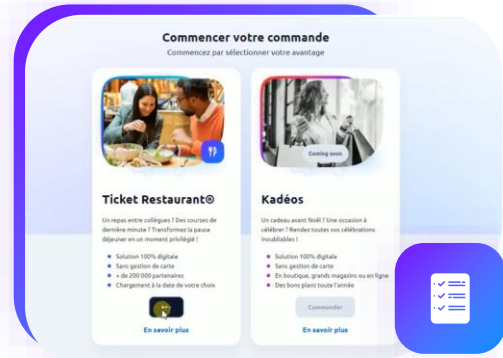 Commencer votre commande
Commencez par sélectionner votre avantage
Coming soon
Ticket Restaurant®
Un repas entre collègues ? Des courses de
dernière minute ? Transformez la pause
déjeuner en un moment privilégié !
Solution 100% digitale
Sans gestion de carte
+ de 200 000 partenaires
Chargement à la date de votre choix
En savoir plus
Kadéos
Un cadeau avant Noël ? Une occasion à
célébrer ? Rendez toutes vos célébrations
inoubliables !
Solution 100% digitale
Sans gestion de carte
En boutique, grands magasins ou en ligne
Des bons plans toute l'année
Commander
En savoir plus